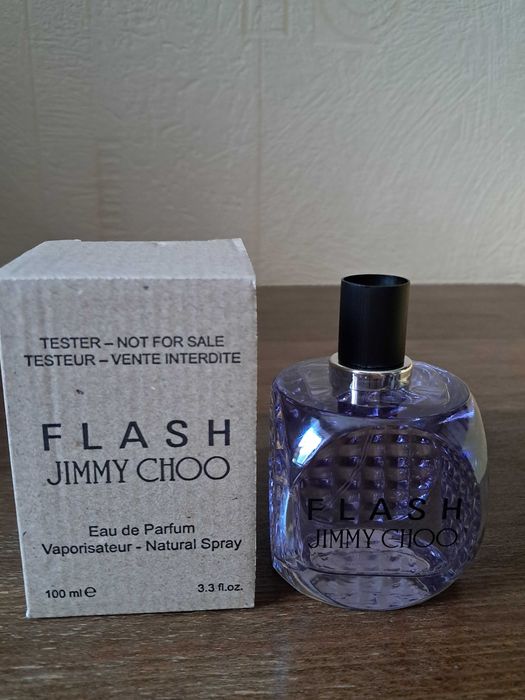 TESTER – NOT FOR SALE
TESTEUR – VENTE INTERDITE
FLASH
JIMMY CHOO
Eau de Parfum
Vaporisateur - Natural Spray
100 ml ℮
3.3 fl.oz.
FLASH
JIMMY CHOO